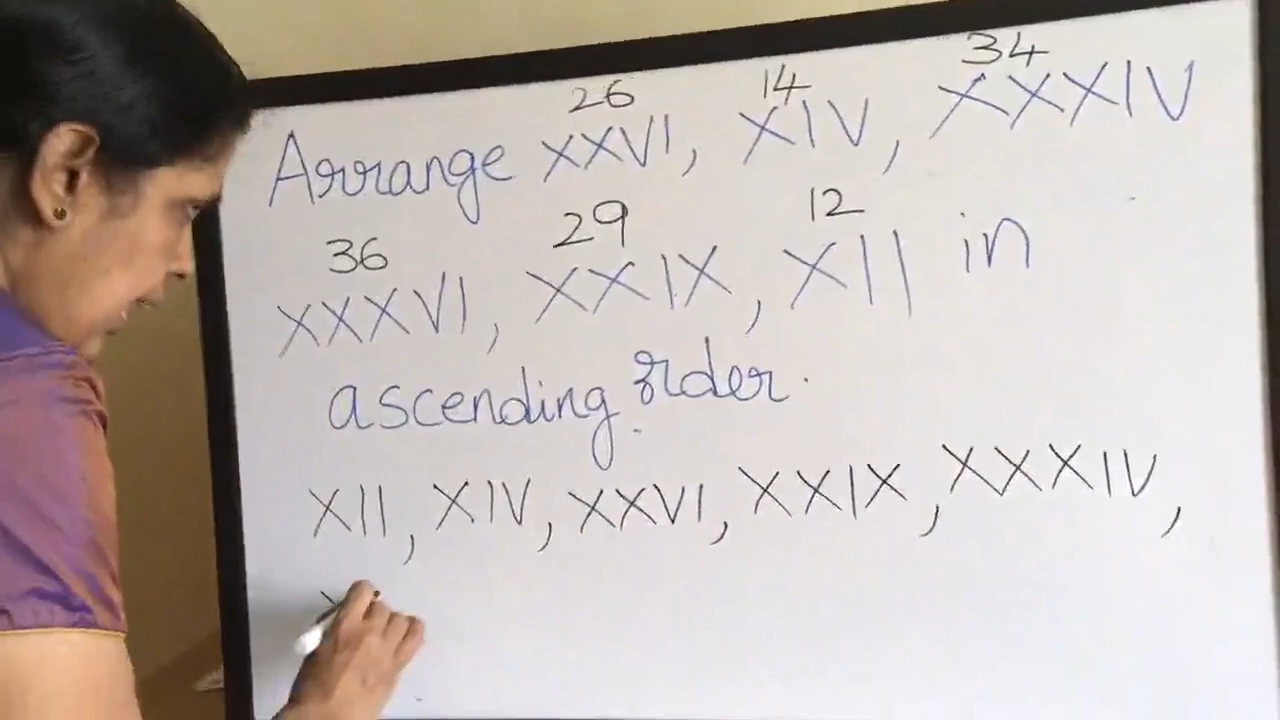 26 14 34
Arrange XXVI, XIV, XXXIV
36 29 12
XXXVI, XXIX, XII in
ascending order.
XII, XIV, XXVI, XXIX, XXXIV,
X